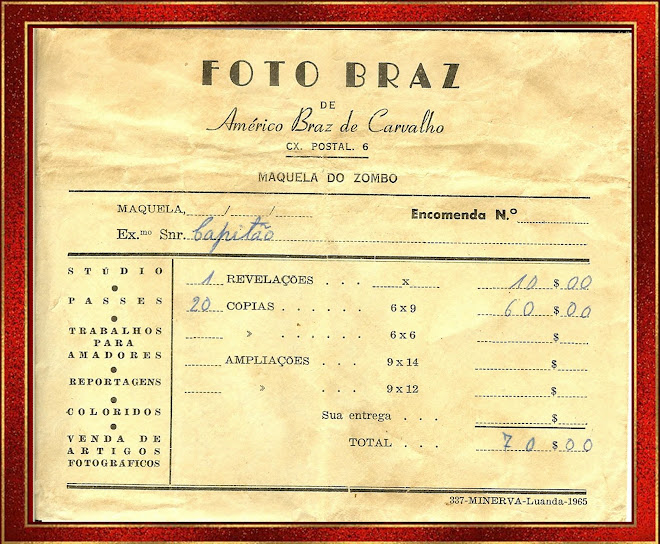 FOTO BRAZ
DE
Américo Braz de Carvalho
CX. POSTAL. 6
MAQUELA DO ZOMBO
MAQUELA, / / Encomenda N.º
Ex.mo Snr. Capitão
STÚDIO
PASSES
TRABALHOS
PARA
AMADORES
REPORTAGENS
COLORIDOS
VENDA DE
ARTIGOS
FOTOGRÁFICOS
1 REVELAÇÕES . . . x 10 $ 00
20 COPIAS . . . . . . 6 x 9 60 $ 00
» . . . . 6 x 6 $
AMPLIAÇÕES . . . 9 x 14 $
» . . . . 9 x 12 $
Sua entrega . . . $
TOTAL . . . 70 $ 00
337-MINERVA-Luanda-1965